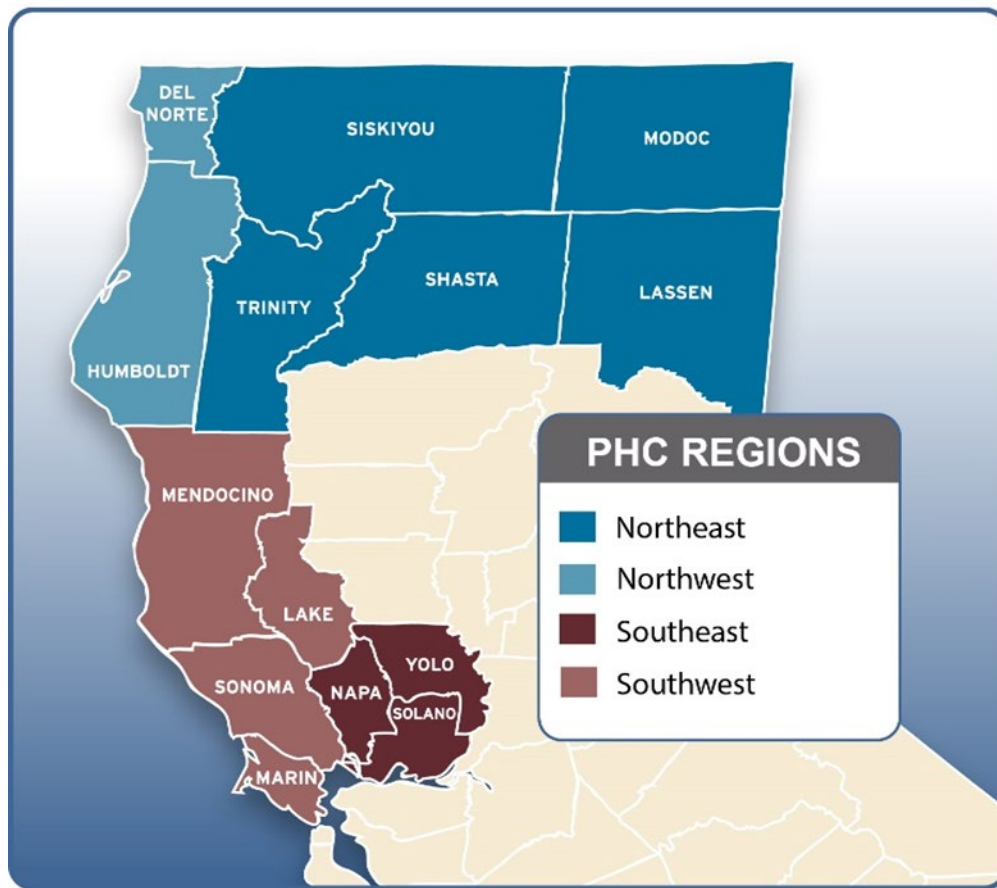 DEL
NORTE
SISKIYOU
MODOC
SHASTA
LASSEN
TRINITY
HUMBOLDT
MENDOCINO
LAKE
SONOMA
NAPA
YOLO
SOLANO
MARIN
PHC REGIONS
Northeast
Northwest
Southeast
Southwest